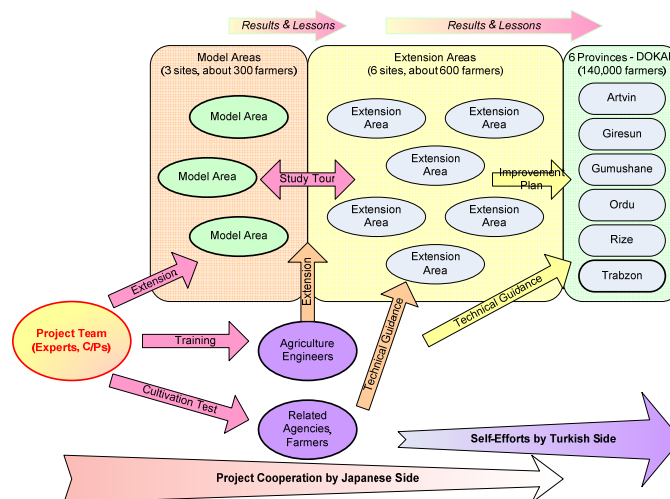 Results & Lessons
Results & Lessons
Model Areas
(3 sites, about 300 farmers)
Extension Areas
(6 sites, about 600 farmers)
6 Provinces - DOKAP
(140,000 farmers)
Model Area
Model Area
Model Area
Study Tour
Extension
Area
Extension
Area
Extension
Area
Extension
Area
Extension
Area
Extension
Area
Improvement
Plan
Artvin
Giresun
Gumushane
Ordu
Rize
Trabzon
Extension
Extension
Technical Guidance
Technical Guidance
Project Team
(Experts, C/Ps)
Training
Agriculture
Engineers
Cultivation Test
Related
Agencies,
Farmers
Self-Efforts by Turkish Side
Project Cooperation by Japanese Side